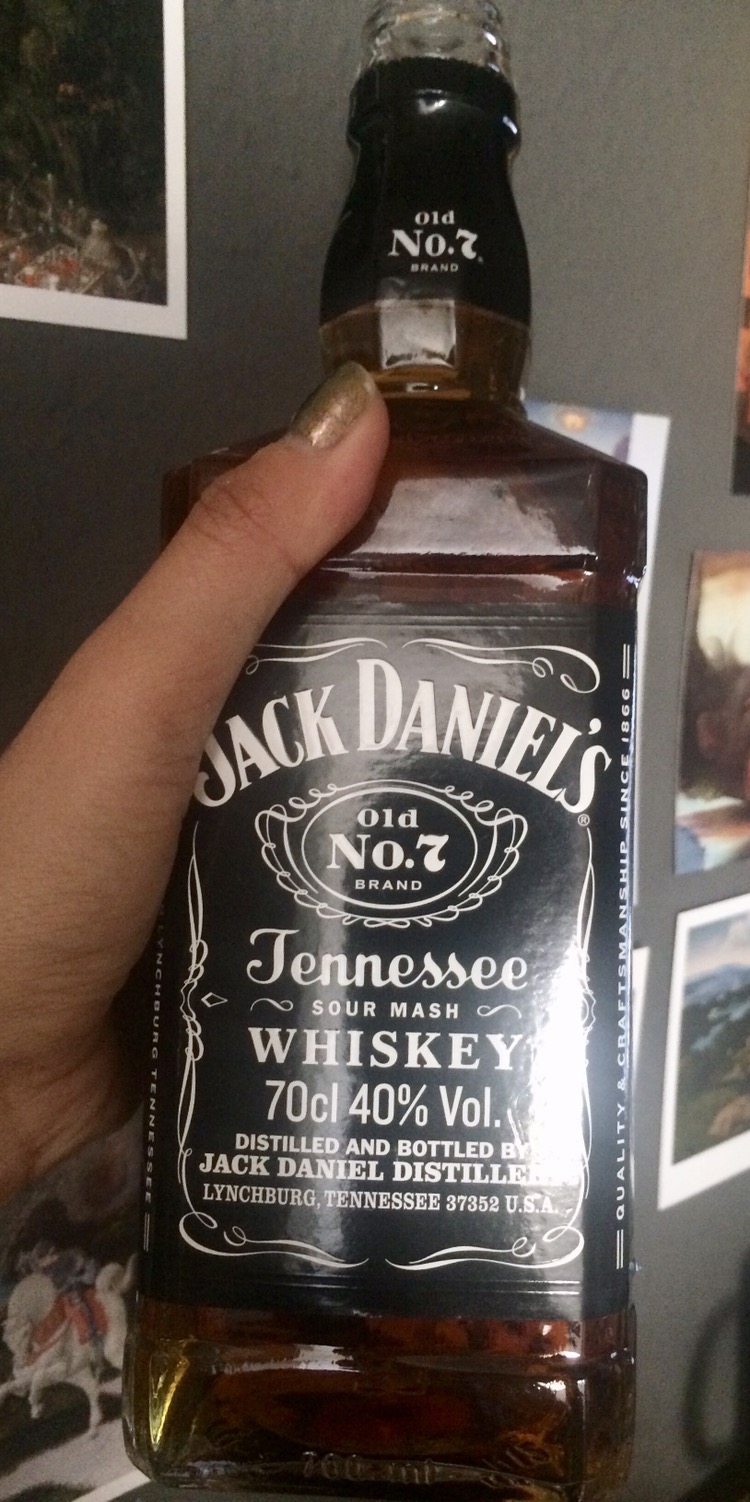 Old
No.7
BRAND
JACK DANIEL'S
®
Old
No.7
BRAND
Tennessee
SOUR MASH
WHISKEY
70cl 40% Vol.
DISTILLED AND BOTTLED BY
JACK DANIEL
LYNCHBURG, TENNESSEE 37352 U.S.A.
LYNCHBURG TENNESSEE
QUALITY & CRAFTSMANSHIP SINCE 1866